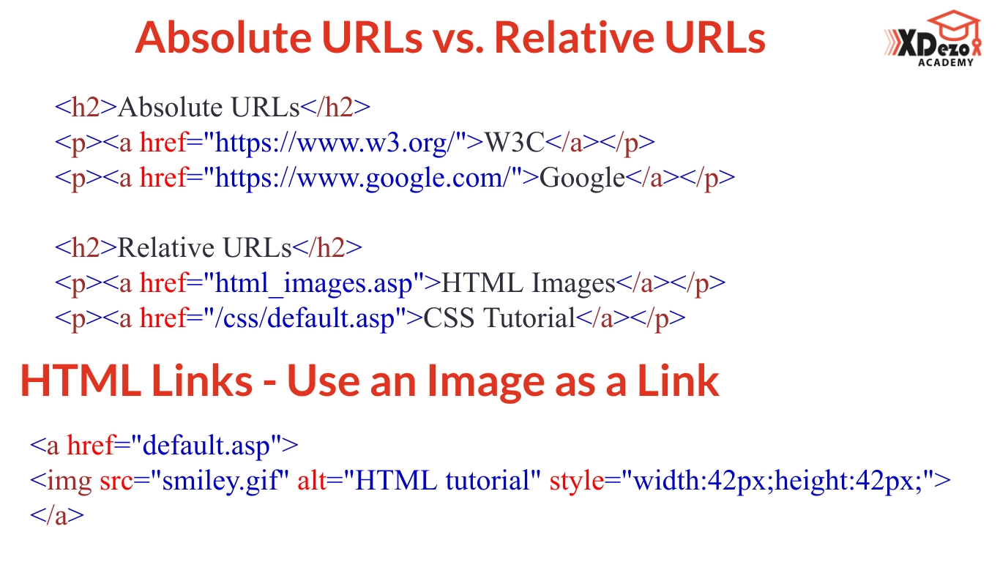 Absolute URLs vs. Relative URLs
XDezo
ACADEMY
<h2>Absolute URLs</h2>
<p><a href="https://www.w3.org/">W3C</a></p>
<p><a href="https://www.google.com/">Google</a></p>
<h2>Relative URLs</h2>
<p><a href="html_images.asp">HTML Images</a></p>
<p><a href="/css/default.asp">CSS Tutorial</a></p>
HTML Links - Use an Image as a Link
<a href="default.asp">
<img src="smiley.gif" alt="HTML tutorial" style="width:42px;height:42px;">
</a>